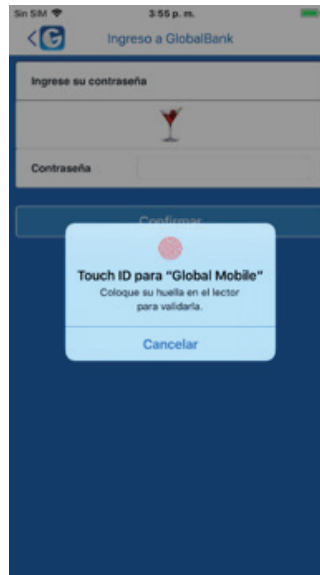 Sin SIM 3:55 p. m.
Ingreso a GlobalBank
Ingrese su contraseña
Contraseña
Confirmar
Touch ID para "Global Mobile"
Coloque su huella en el lector
para validarla.
Cancelar